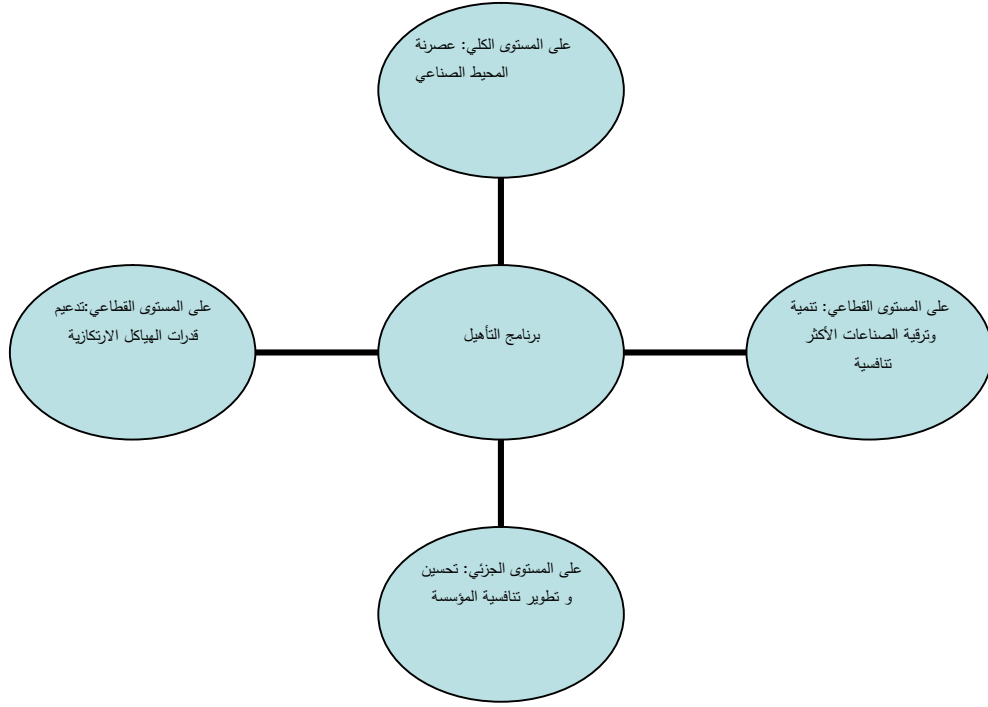 على المستوى الكلي: عصرنة
المحيط الصناعي
على المستوى القطاعي: تنمية
وترقية الصناعات الأكثر
تنافسية
برنامج التأهيل
على المستوى القطاعي:تدعيم
قدرات الهياكل الارتكازية
على المستوى الجزئي: تحسين
و تطوير تنافسية المؤسسة